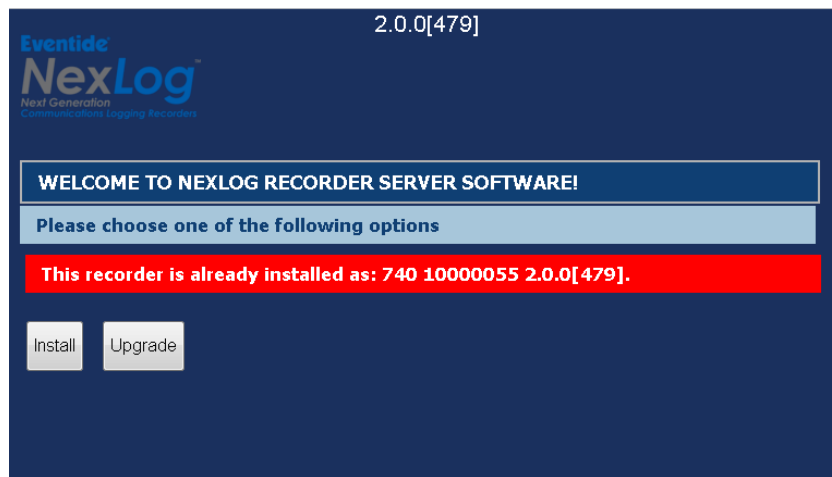 2.0.0[479]
Eventide®
NexLog™
Next Generation
Communications Logging Recorders
WELCOME TO NEXLOG RECORDER SERVER SOFTWARE!
Please choose one of the following options
This recorder is already installed as: 740 10000055 2.0.0[479].
Install Upgrade